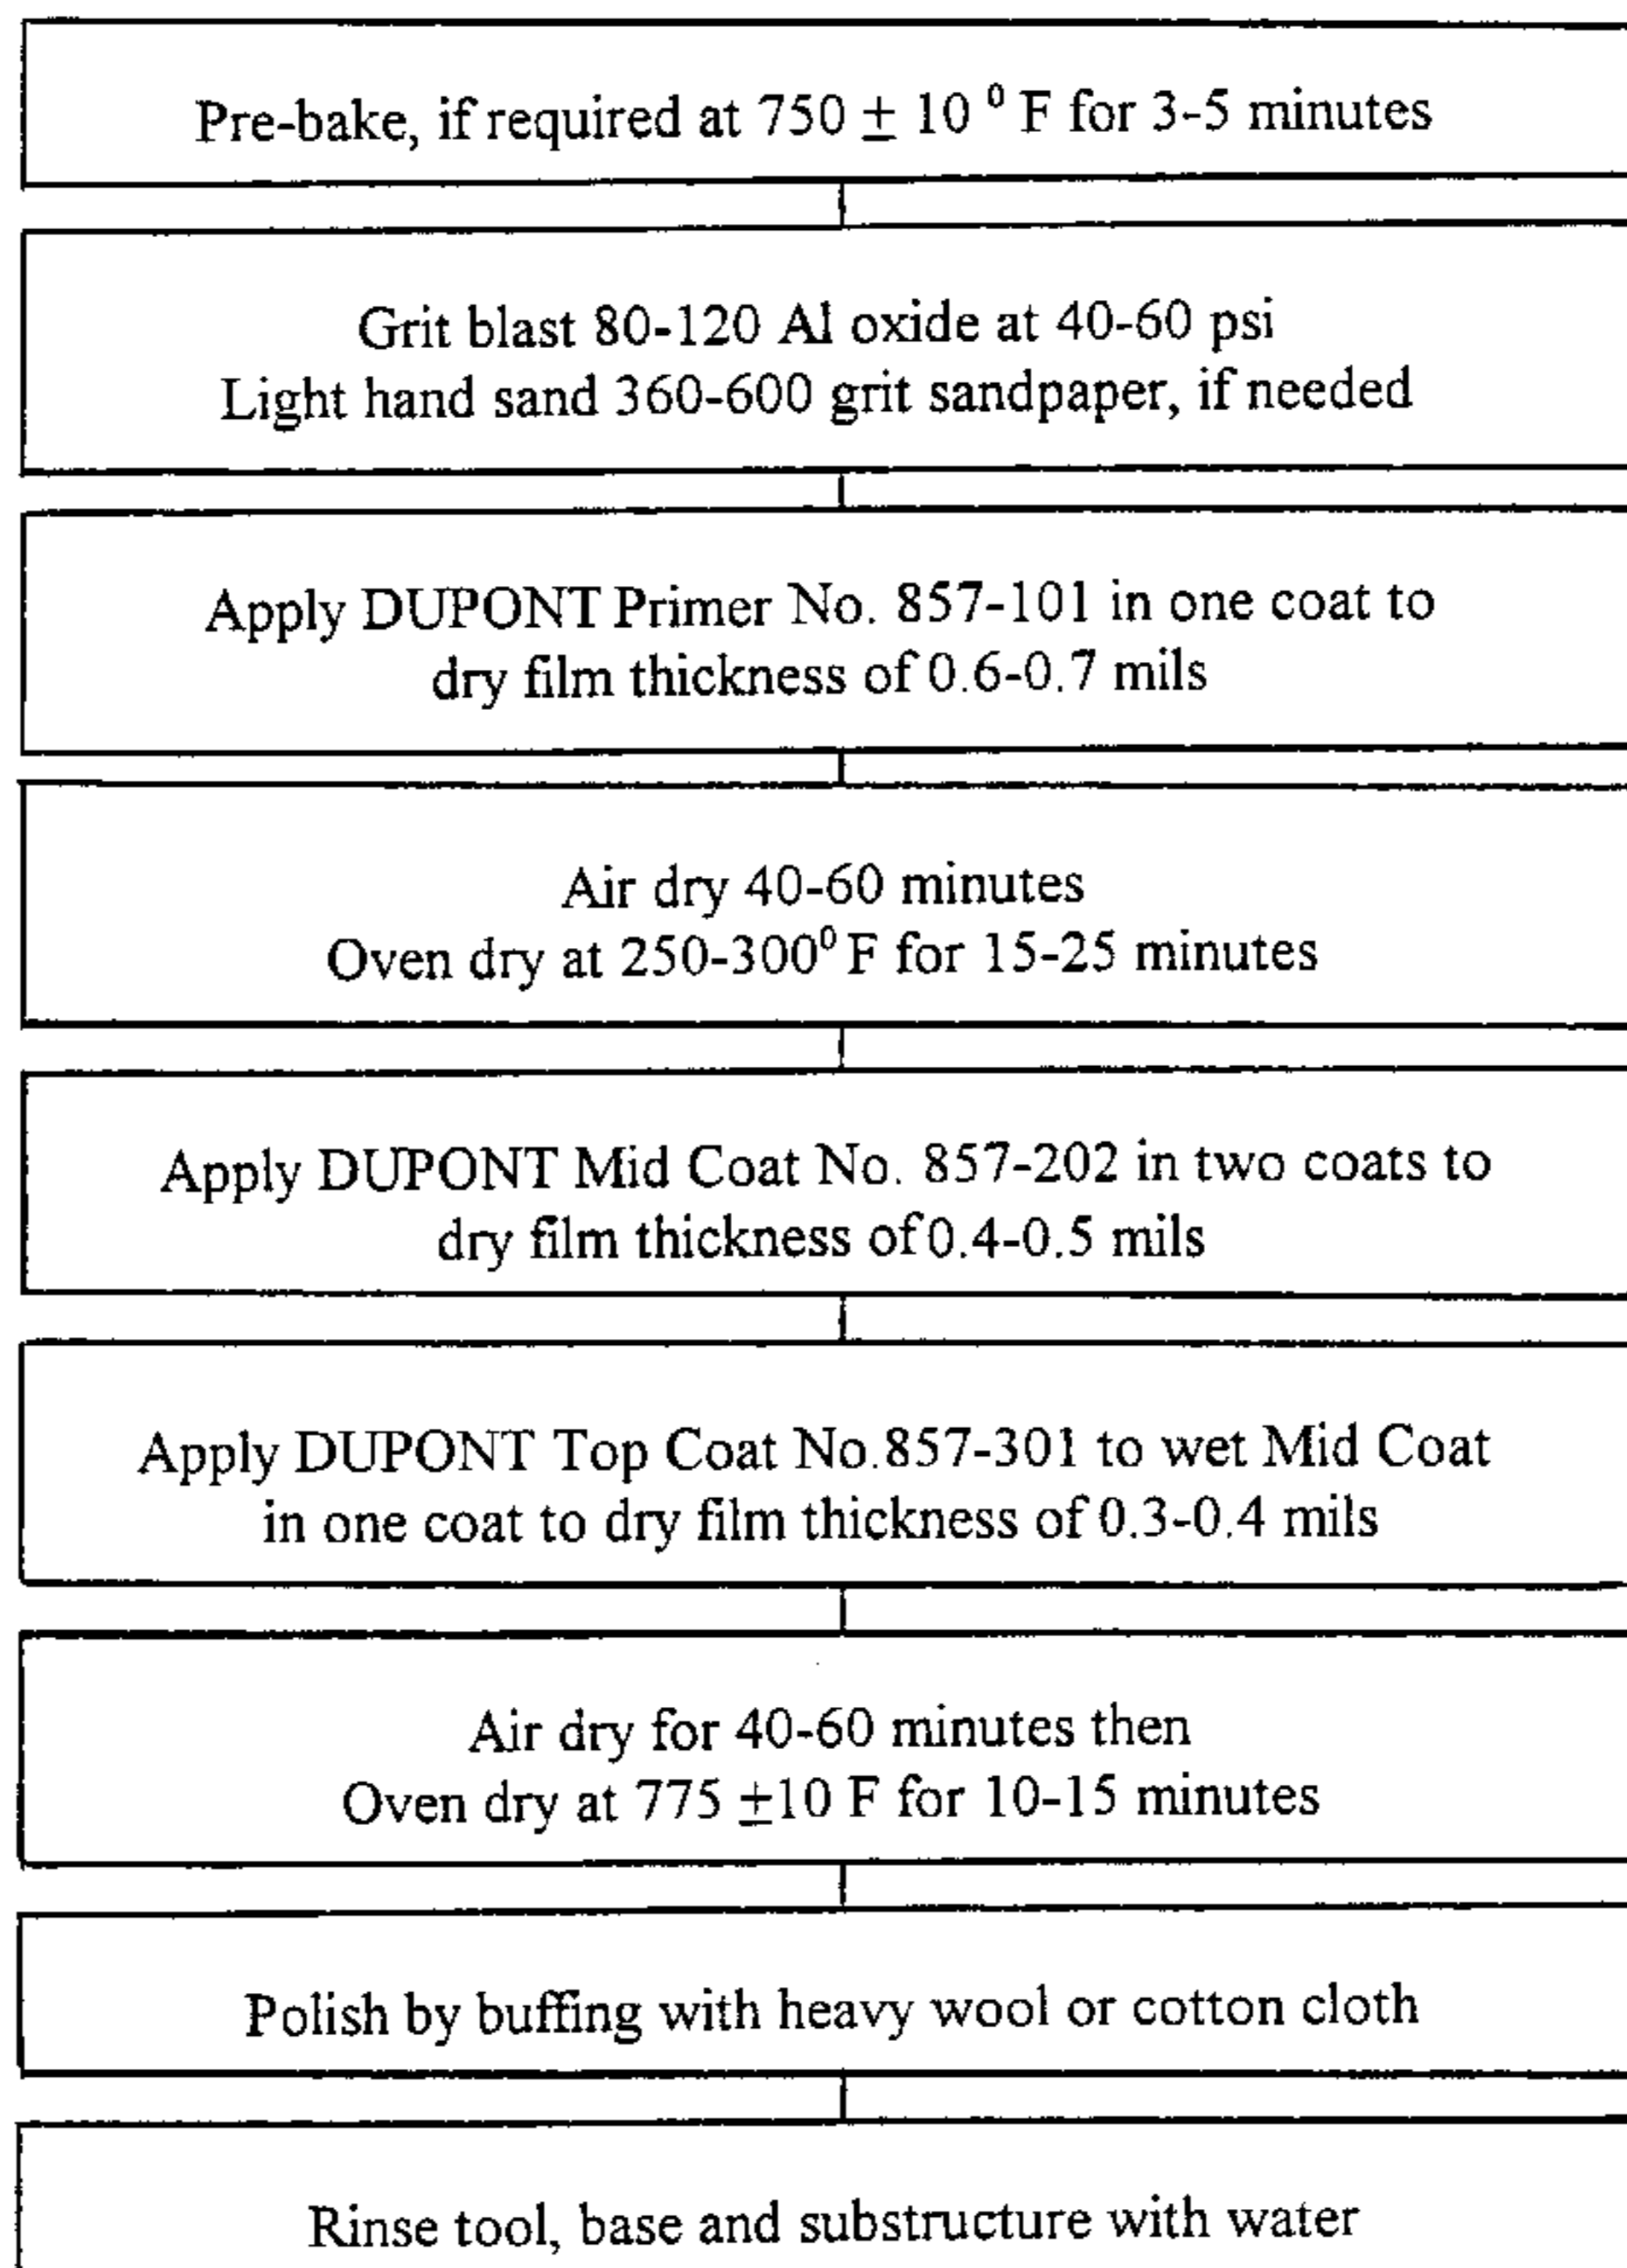 Pre-bake, if required at 750 ± 10 ⁰ F for 3-5 minutes
Grit blast 80-120 Al oxide at 40-60 psi
Light hand sand 360-600 grit sandpaper, if needed
Apply DUPONT Primer No. 857-101 in one coat to
dry film thickness of 0.6-0.7 mils
Air dry 40-60 minutes
Oven dry at 250-300⁰ F for 15-25 minutes
Apply DUPONT Mid Coat No. 857-202 in two coats to
dry film thickness of 0.4-0.5 mils
Apply DUPONT Top Coat No.857-301 to wet Mid Coat
in one coat to dry film thickness of 0.3-0.4 mils
Air dry for 40-60 minutes then
Oven dry at 775 ±10 F for 10-15 minutes
Polish by buffing with heavy wool or cotton cloth
Rinse tool, base and substructure with water